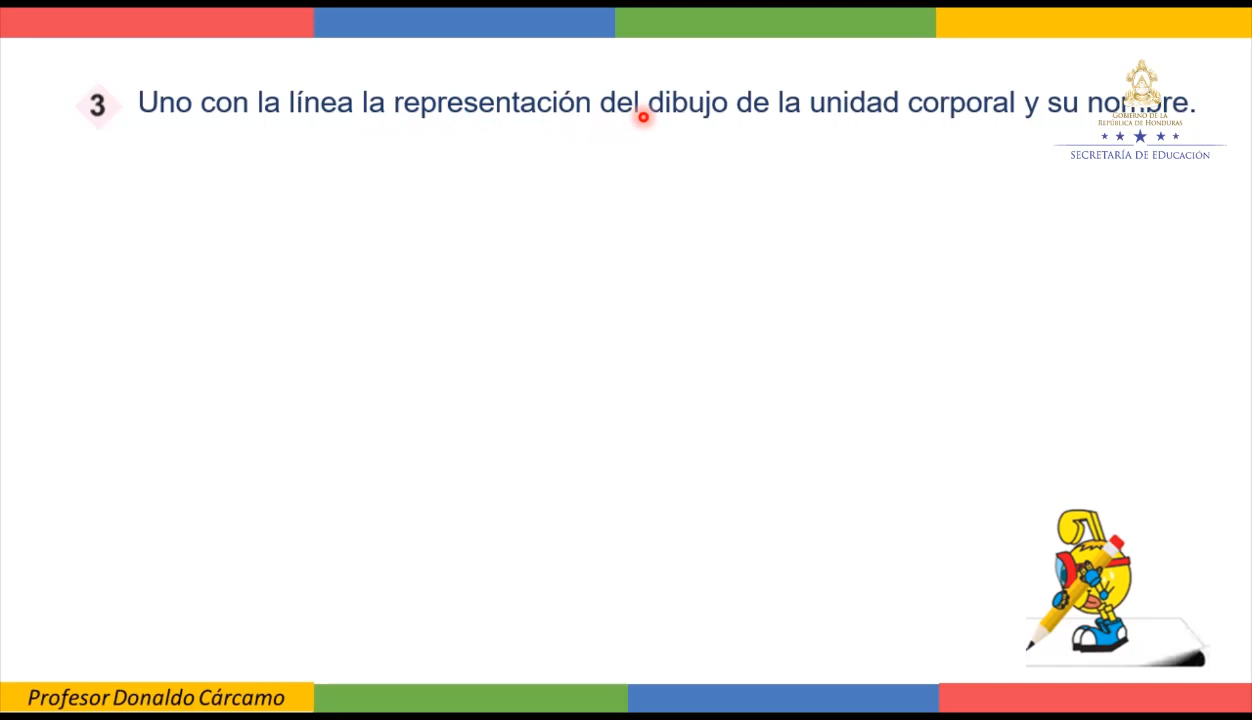 3 Uno con la línea la representación del dibujo de la unidad corporal y su nombre.
GOBIERNO DE LA
REPÚBLICA DE HONDURAS
SECRETARÍA DE EDUCACIÓN
Profesor Donaldo Cárcamo